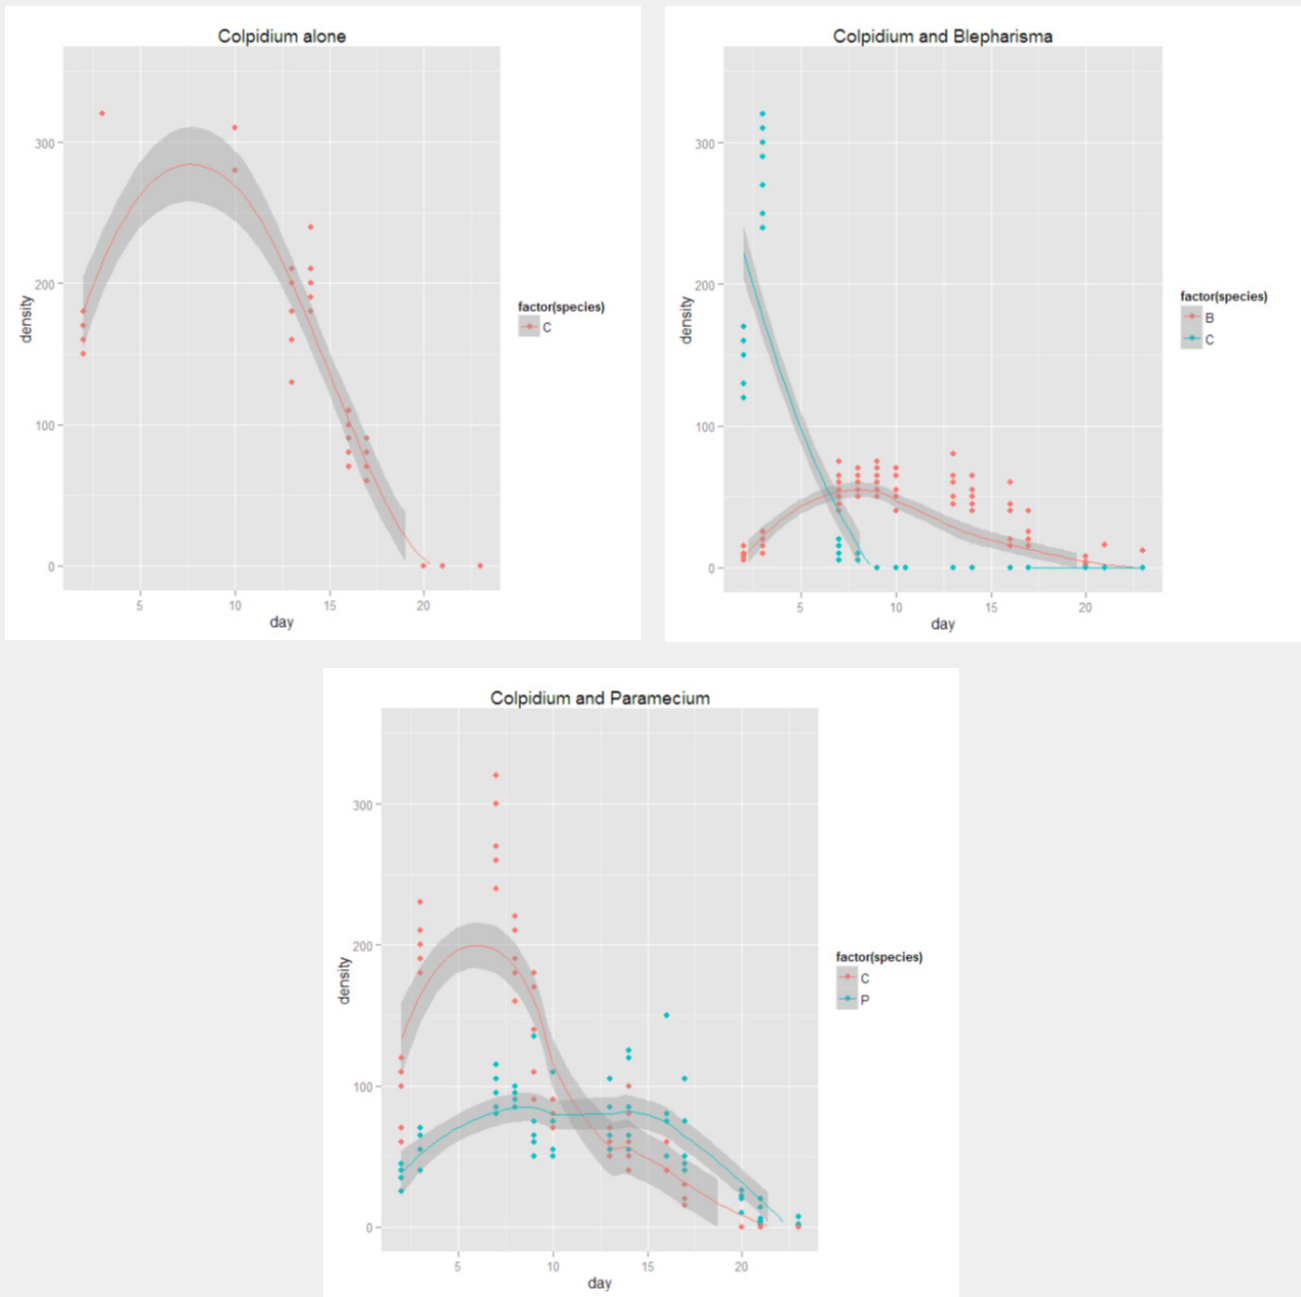 Colpidium alone
300
200
100
0
density
5 10 15 20
day
factor(species)
C
Colpidium and Blepharisma
300
200
100
0
density
5 10 15 20
day
factor(species)
B
C
Colpidium and Paramecium
300
200
100
0
density
5 10 15 20
day
factor(species)
C
P